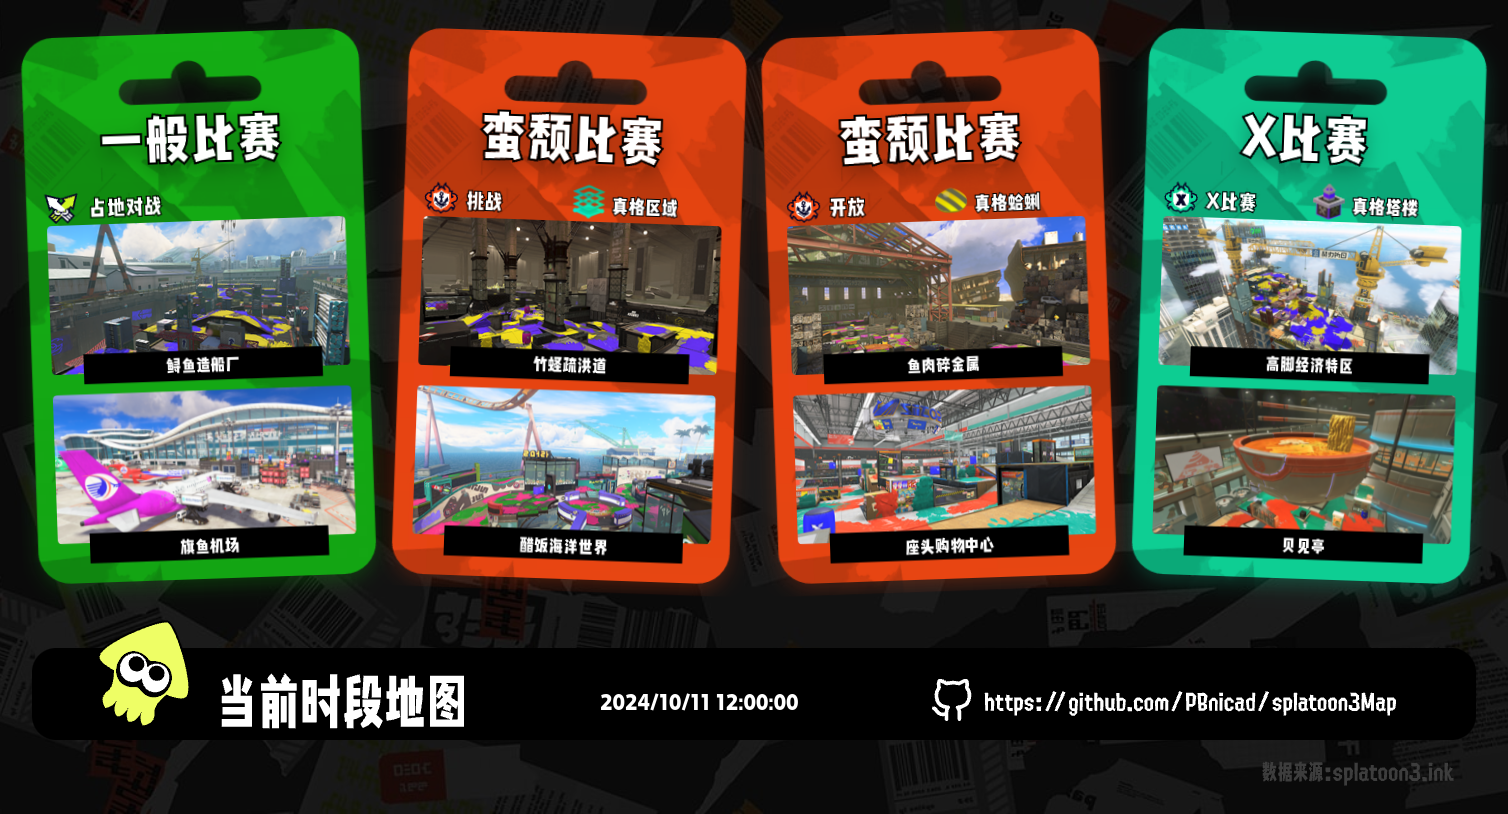 一般比赛
占地对战
鲟鱼造船厂
旗鱼机场
蛮颓比赛
挑战
真格区域
竹蛏疏洪道
醋饭海洋世界
蛮颓比赛
开放
真格蛤蜊
鱼肉碎金属
座头购物中心
X比赛
X比赛
真格塔楼
高脚经济特区
贝见亭
当前时段地图
2024/10/11 12:00:00
https://github.com/PBnicad/splatoon3Map
数据来源:splatoon3.ink